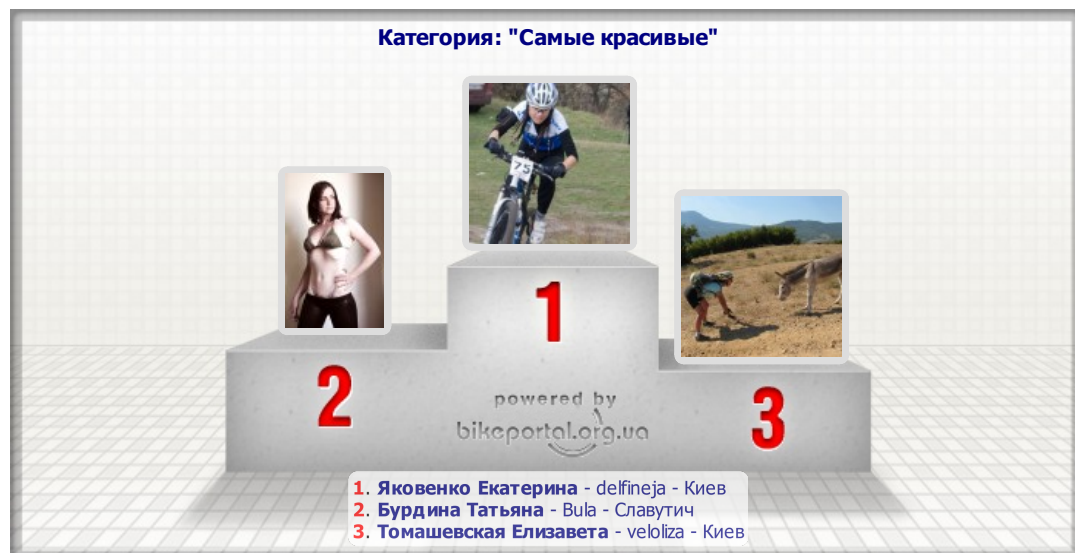 Категория: "Самые красивые"
75
1
2
3
powered by
bikeportal.org.ua
1. Яковенко Екатерина - delfineja - Киев
2. Бурдина Татьяна - Bula - Славутич
3. Томашевская Елизавета - veloliza - Киев